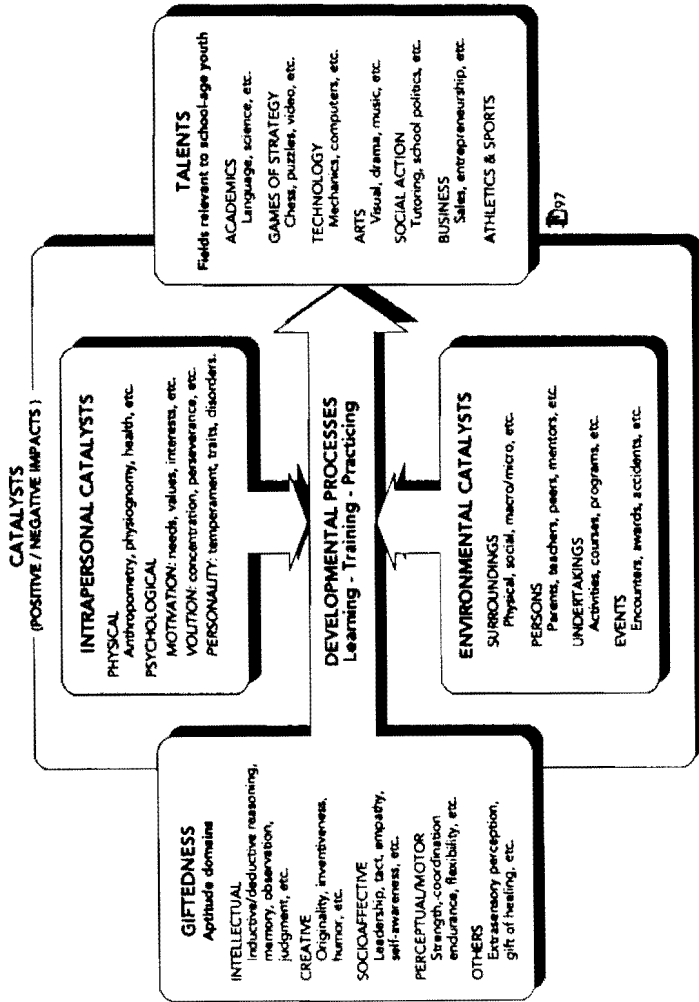 CATALYSTS
(POSITIVE / NEGATIVE IMPACTS )
GIFTEDNESS
Aptitude domains
INTELLECTUAL
Inductive/deductive reasoning,
memory, observation,
judgment, etc.
CREATIVE
Originality, inventiveness,
humor, etc.
SOCIOAFFECTIVE
Leadership, tact, empathy,
self-awareness, etc.
PERCEPTUAL/MOTOR
Strength, coordination
endurance, flexibility, etc.
OTHERS
Extrasensory perception,
gift of healing, etc.
INTRAPERSONAL CATALYSTS
PHYSICAL
Anthropometry, physiognomy, health, etc.
PSYCHOLOGICAL
MOTIVATION: needs, values, interests, etc.
VOLITION: concentration, perseverance, etc.
PERSONALITY: temperament, traits, disorders.
DEVELOPMENTAL PROCESSES
Learning - Training - Practicing
ENVIRONMENTAL CATALYSTS
SURROUNDINGS
Physical, social, macro/micro, etc.
PERSONS
Parents, teachers, peers, mentors, etc.
UNDERTAKINGS
Activities, courses, programs, etc.
EVENTS
Encounters, awards, accidents, etc.
TALENTS
Fields relevant to school-age youth
ACADEMICS
Language, science, etc.
GAMES OF STRATEGY
Chess, puzzles, video, etc.
TECHNOLOGY
Mechanics, computers, etc.
ARTS
Visual, drama, music, etc.
SOCIAL ACTION
Tutoring, school politics, etc.
BUSINESS
Sales, entrepreneurship, etc.
ATHLETICS & SPORTS
97